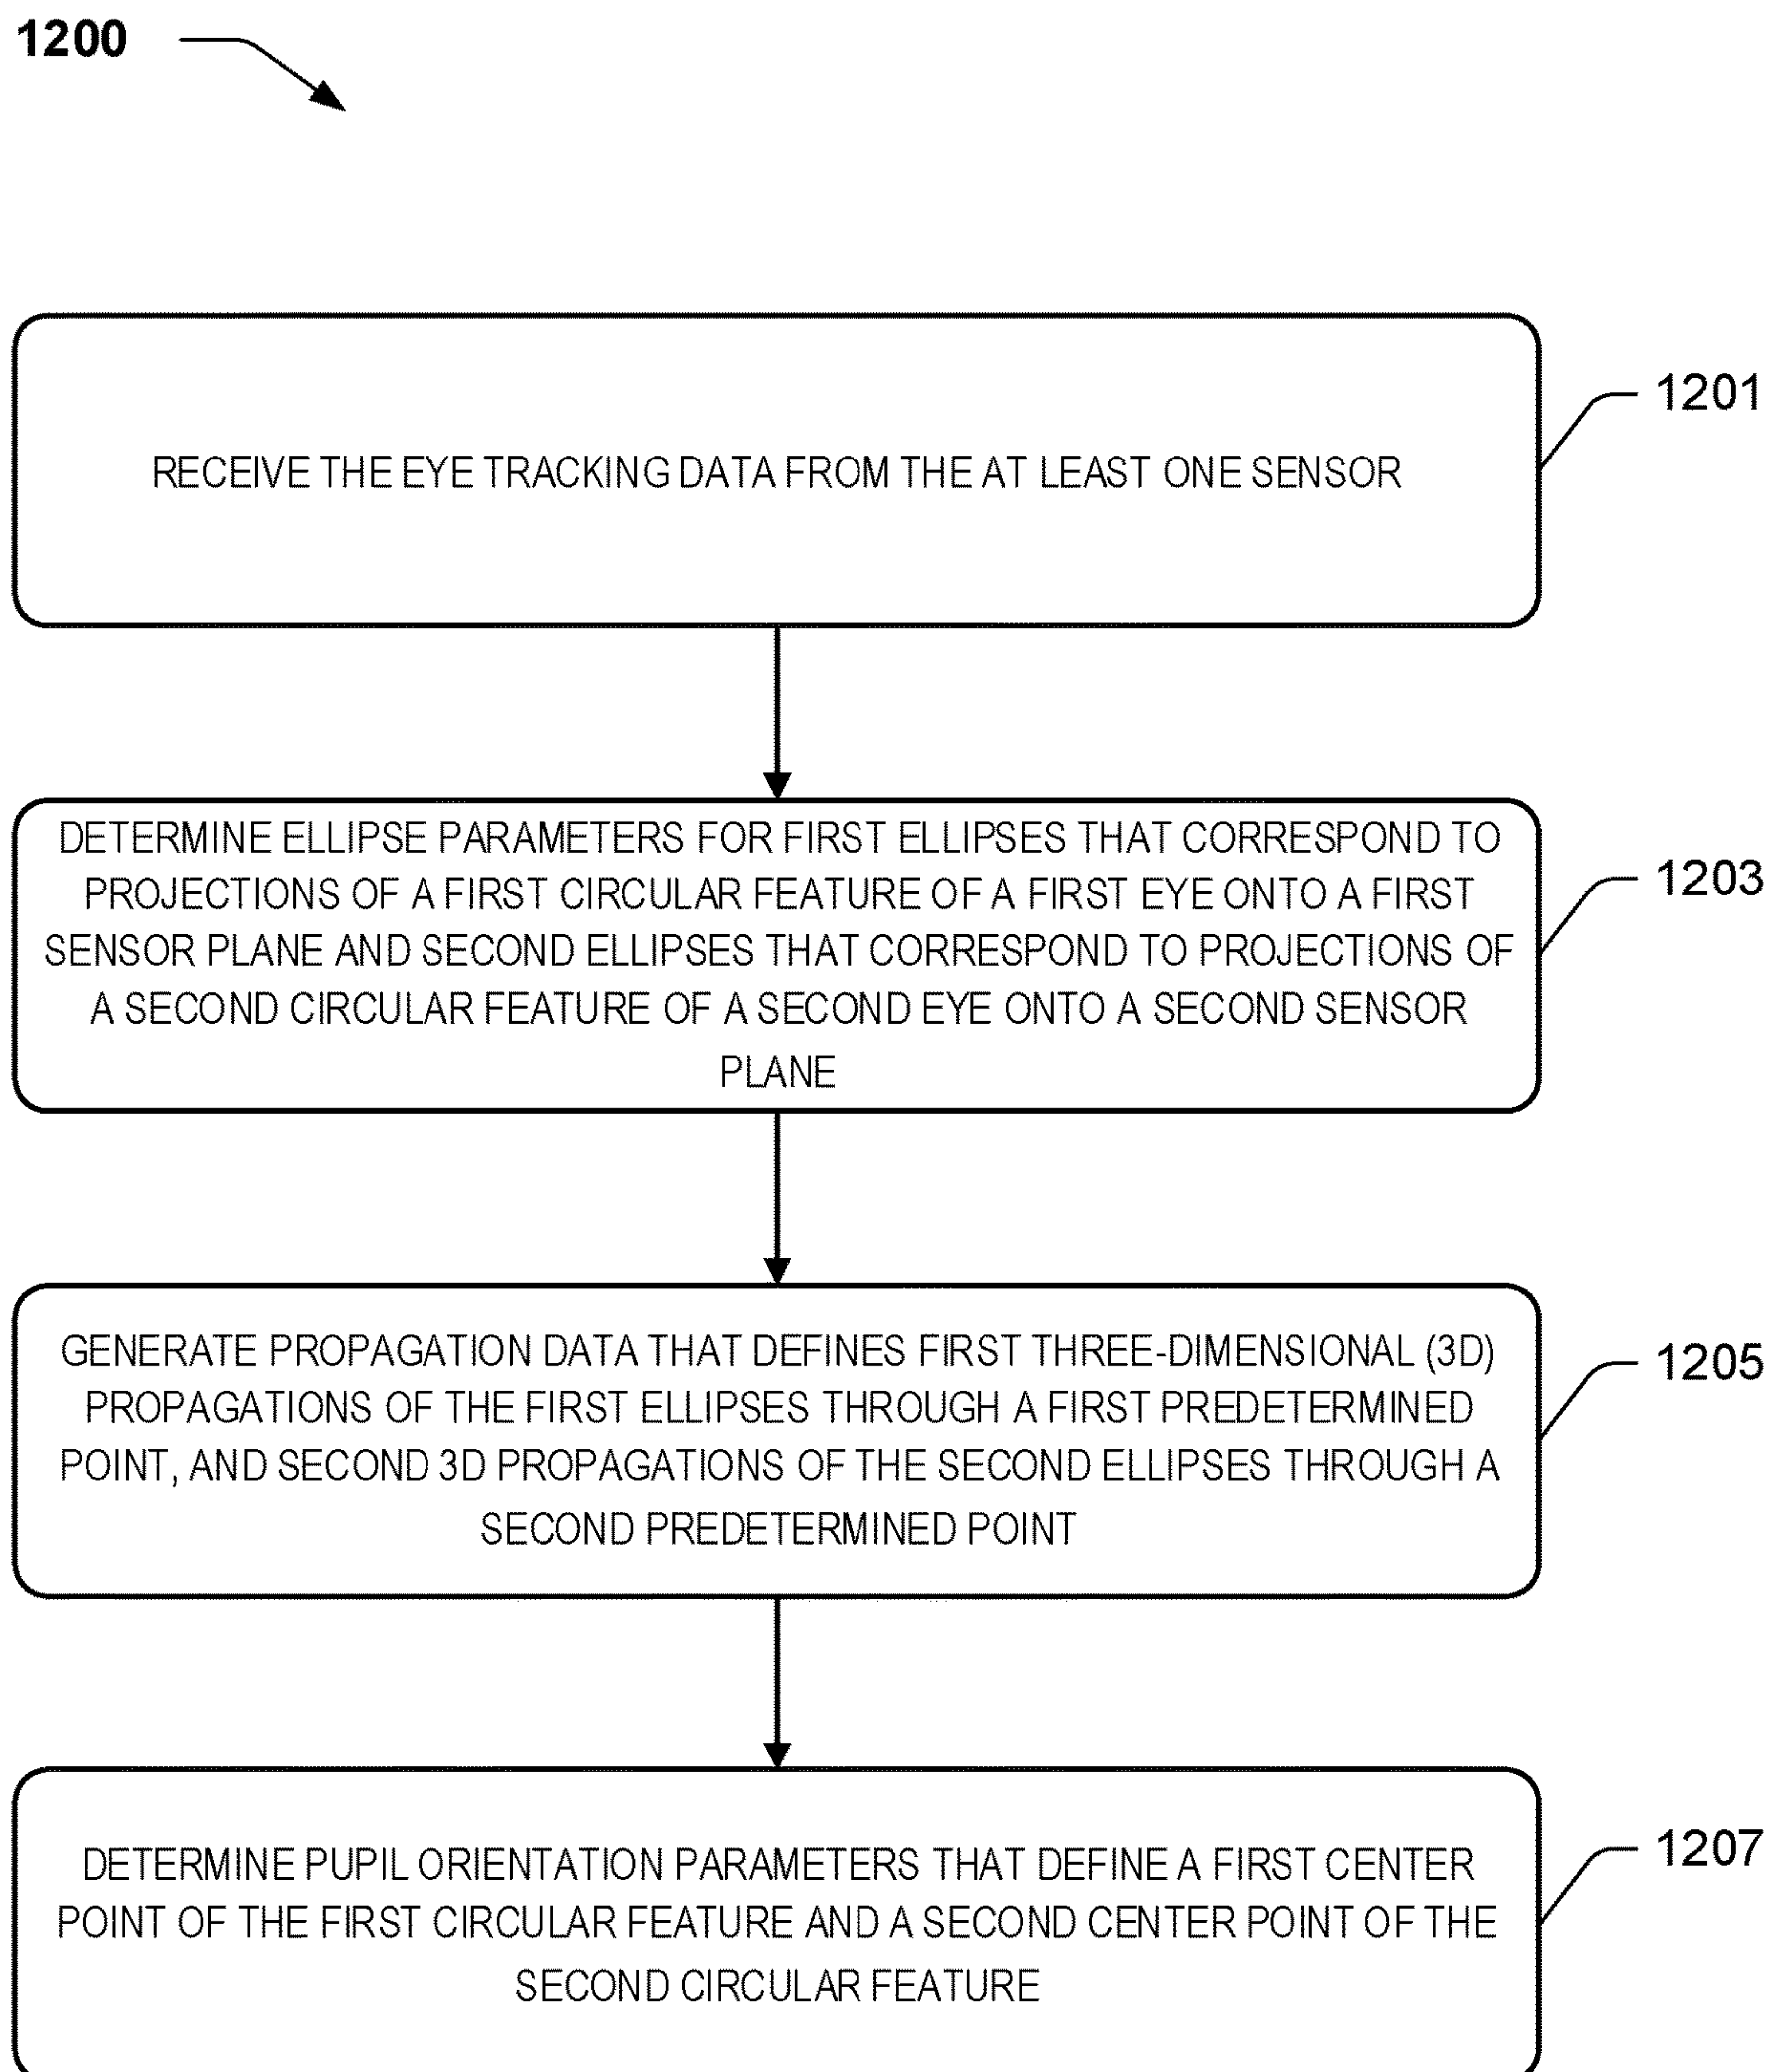 1200
1201
RECEIVE THE EYE TRACKING DATA FROM THE AT LEAST ONE SENSOR
DETERMINE ELLIPSE PARAMETERS FOR FIRST ELLIPSES THAT CORRESPOND TO
PROJECTIONS OF A FIRST CIRCULAR FEATURE OF A FIRST EYE ONTO A FIRST
SENSOR PLANE AND SECOND ELLIPSES THAT CORRESPOND TO PROJECTIONS OF
A SECOND CIRCULAR FEATURE OF A SECOND EYE ONTO A SECOND SENSOR
PLANE
1203
GENERATE PROPAGATION DATA THAT DEFINES FIRST THREE-DIMENSIONAL (3D)
PROPAGATIONS OF THE FIRST ELLIPSES THROUGH A FIRST PREDETERMINED
POINT, AND SECOND 3D PROPAGATIONS OF THE SECOND ELLIPSES THROUGH A
SECOND PREDETERMINED POINT
1205
DETERMINE PUPIL ORIENTATION PARAMETERS THAT DEFINE A FIRST CENTER
POINT OF THE FIRST CIRCULAR FEATURE AND A SECOND CENTER POINT OF THE
SECOND CIRCULAR FEATURE
1207